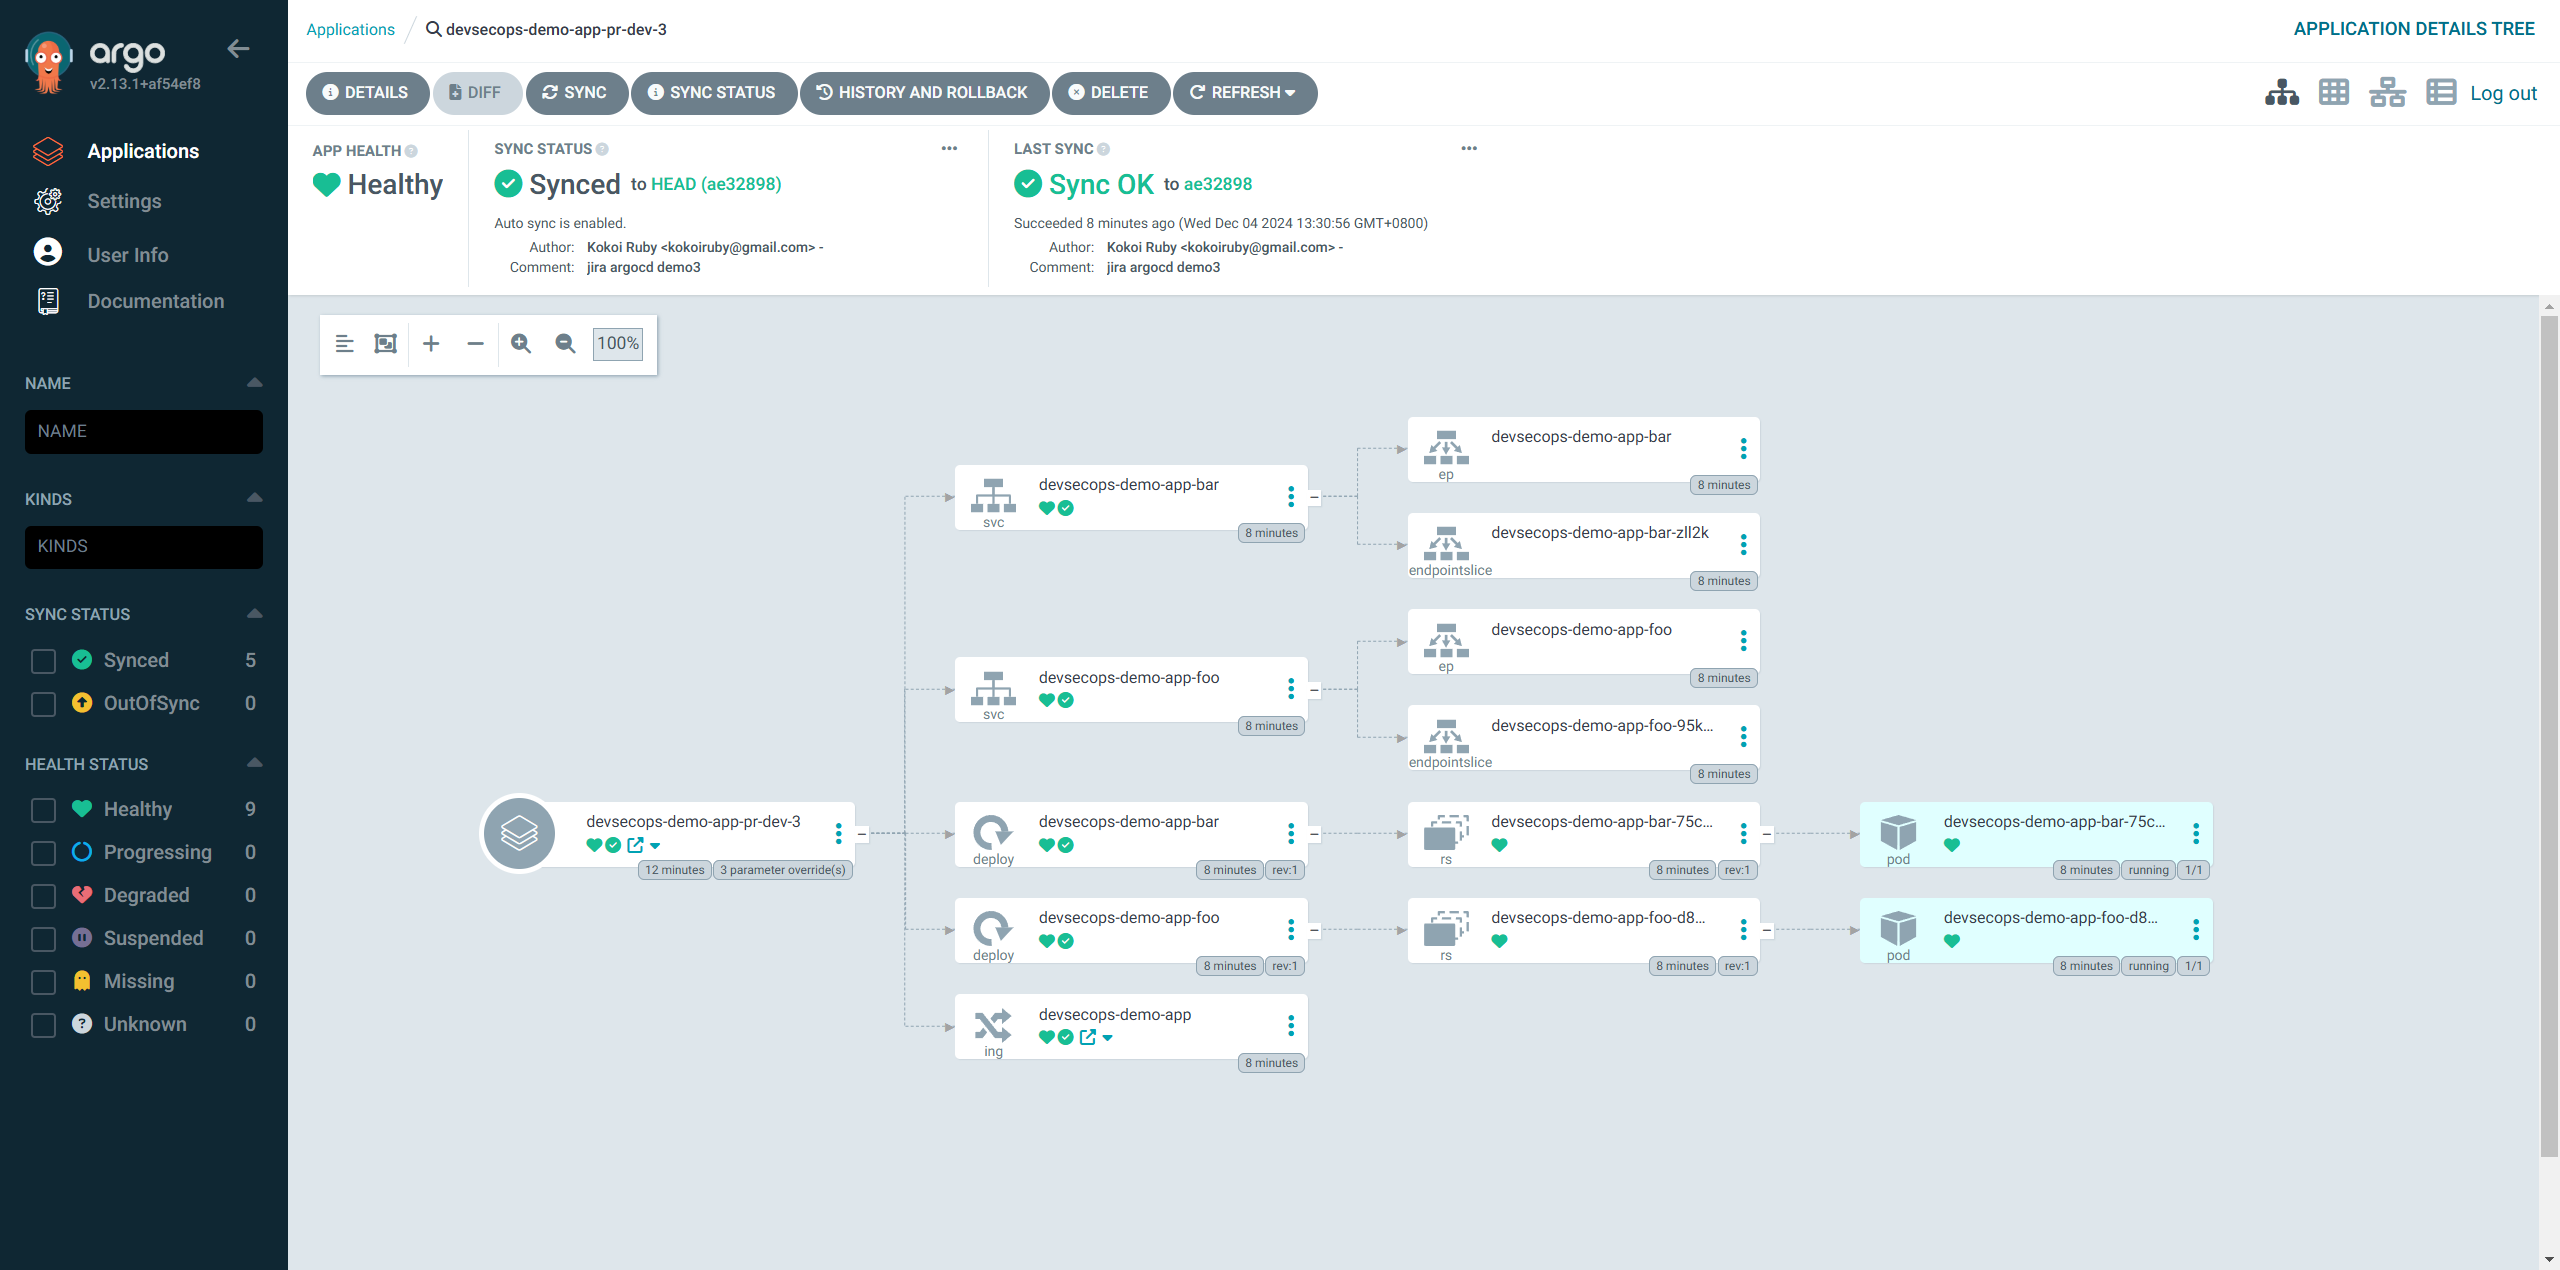 argo
v2.13.1+af54ef8
Applications
Settings
User Info
Documentation
NAME
NAME
KINDS
KINDS
SYNC STATUS
Synced 5
OutOfSync 0
HEALTH STATUS
Healthy 9
Progressing 0
Degraded 0
Suspended 0
Missing 0
Unknown 0
Applications / devsecops-demo-app-pr-dev-3
APPLICATION DETAILS TREE
DETAILS DIFF SYNC SYNC STATUS HISTORY AND ROLLBACK DELETE REFRESH
Log out
APP HEALTH
Healthy
SYNC STATUS
Synced to HEAD (ae32898)
Auto sync is enabled.
Author: Kokoi Ruby <kokoiruby@gmail.com> -
Comment: jira argocd demo3
LAST SYNC
Sync OK to ae32898
Succeeded 8 minutes ago (Wed Dec 04 2024 13:30:56 GMT+0800)
Author: Kokoi Ruby <kokoiruby@gmail.com> -
Comment: jira argocd demo3
100%
devsecops-demo-app-pr-dev-3
12 minutes 3 parameter override(s)
devsecops-demo-app-bar
svc
8 minutes
devsecops-demo-app-bar
ep
8 minutes
devsecops-demo-app-bar-zll2k
endpointslice
8 minutes
devsecops-demo-app-foo
svc
8 minutes
devsecops-demo-app-foo
ep
8 minutes
devsecops-demo-app-foo-95k...
endpointslice
8 minutes
devsecops-demo-app-bar
deploy
8 minutes rev:1
devsecops-demo-app-bar-75c...
rs
8 minutes rev:1
devsecops-demo-app-bar-75c...
pod
8 minutes running 1/1
devsecops-demo-app-foo
deploy
8 minutes rev:1
devsecops-demo-app-foo-d8...
rs
8 minutes rev:1
devsecops-demo-app-foo-d8...
pod
8 minutes running 1/1
devsecops-demo-app
ing
8 minutes